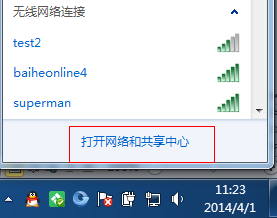 无线网络连接
test2
baiheonline4
superman
打开网络和共享中心
11:23
2014/4/1